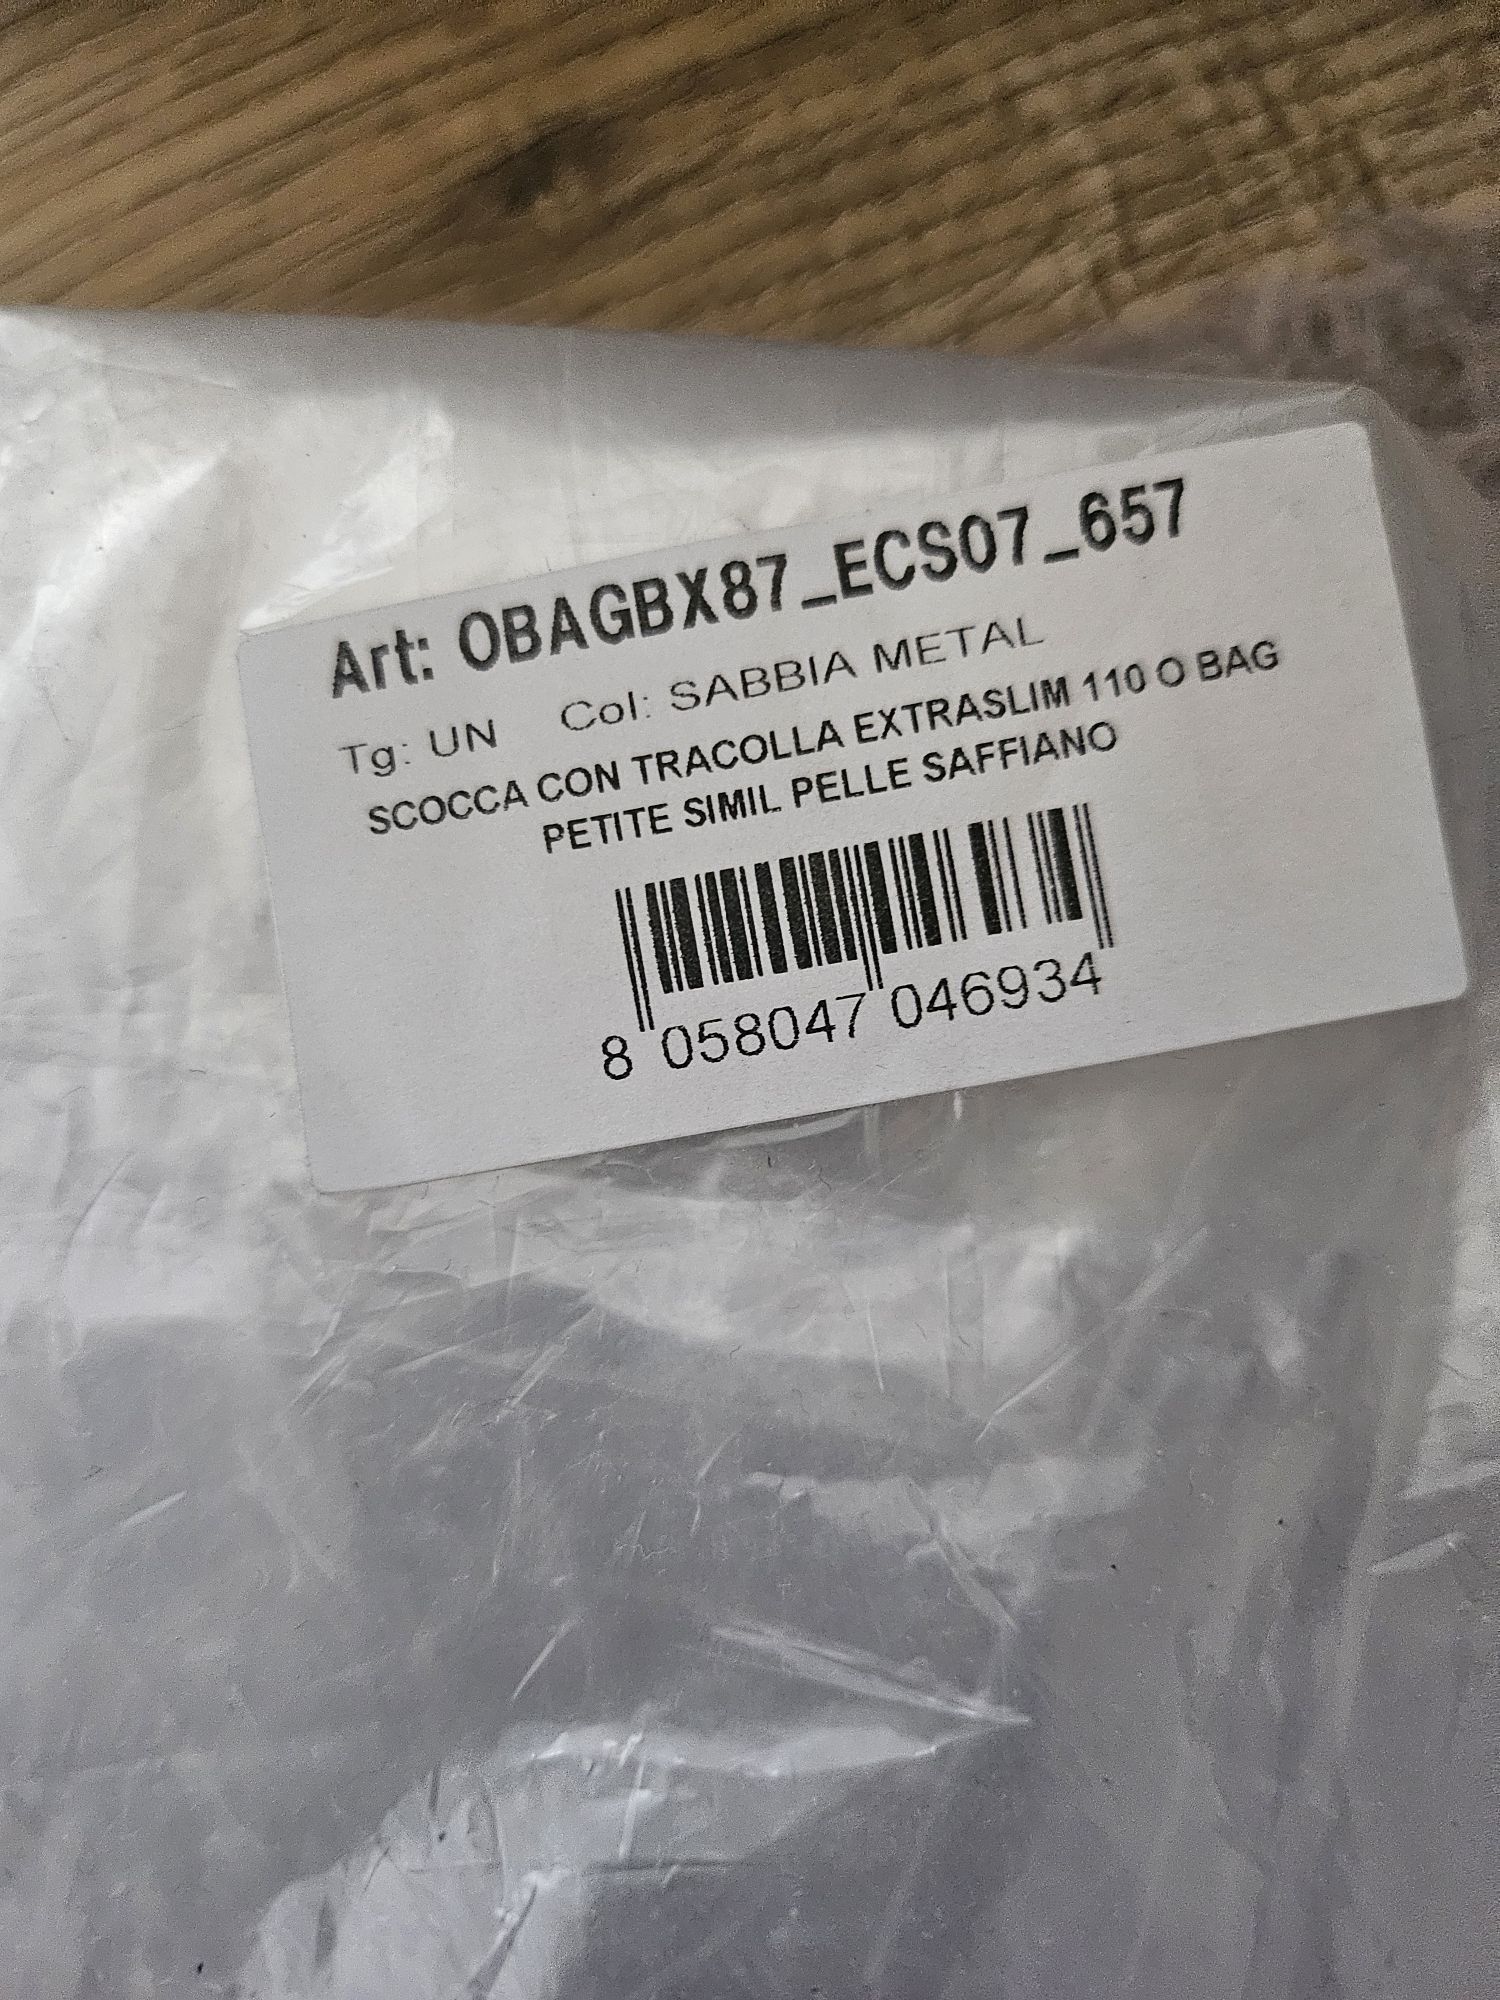 Art: OBAGBX87_ECS07_657
Tg: UN Col: SABBIA METAL
SCOCCA CON TRACOLLA EXTRASLIM 110 O BAG
PETITE SIMIL PELLE SAFFIANO
8 058047 046934